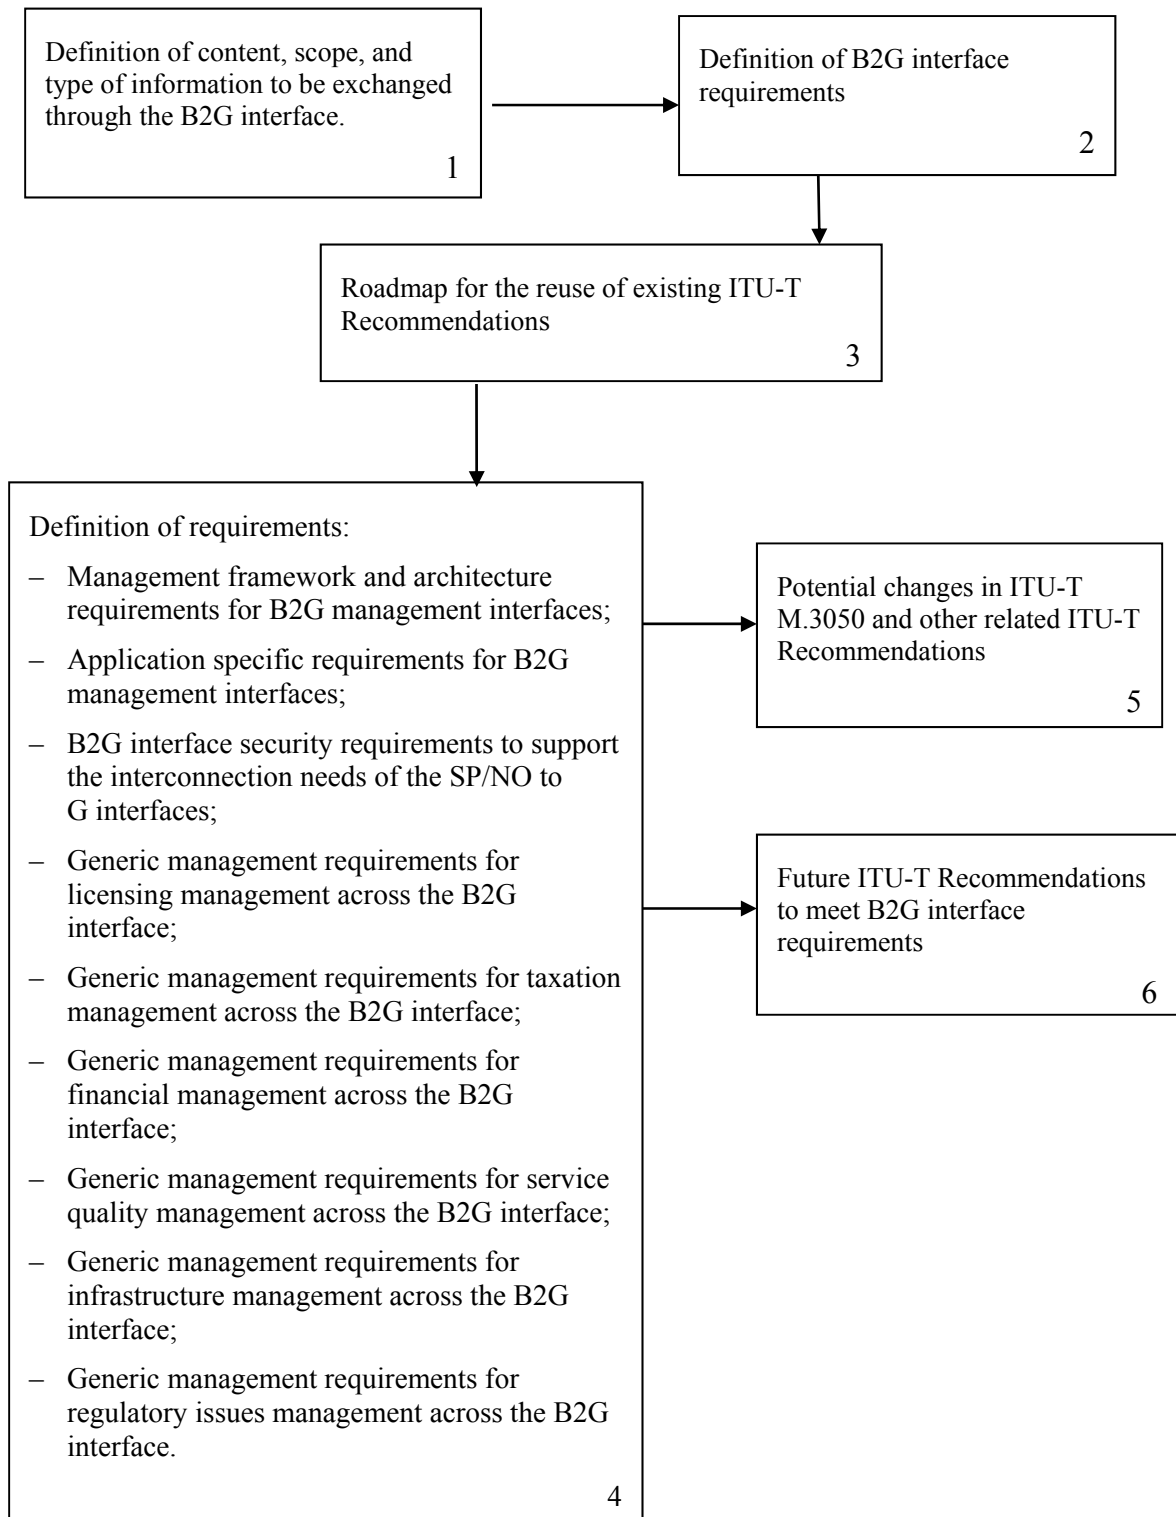 Definition of content, scope, and
type of information to be exchanged
through the B2G interface.
1
Definition of B2G interface
requirements
2
Roadmap for the reuse of existing ITU-T
Recommendations
3
Definition of requirements:
– Management framework and architecture
requirements for B2G management interfaces;
– Application specific requirements for B2G
management interfaces;
– B2G interface security requirements to support
the interconnection needs of the SP/NO to
G interfaces;
– Generic management requirements for
licensing management across the B2G
interface;
– Generic management requirements for taxation
management across the B2G interface;
– Generic management requirements for
financial management across the B2G
interface;
– Generic management requirements for service
quality management across the B2G interface;
– Generic management requirements for
infrastructure management across the B2G
interface;
– Generic management requirements for
regulatory issues management across the B2G
interface.
4
Potential changes in ITU-T
M.3050 and other related ITU-T
Recommendations
5
Future ITU-T Recommendations
to meet B2G interface
requirements
6